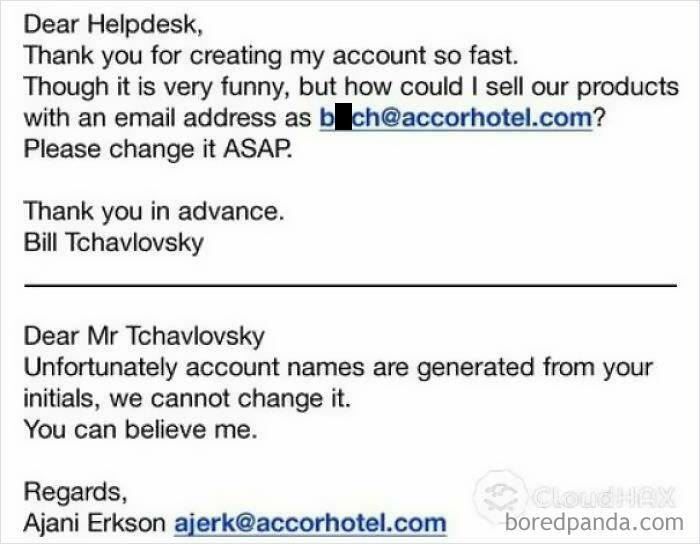 Dear Helpdesk,
Thank you for creating my account so fast.
Though it is very funny, but how could I sell our products
with an email address as b█ch@accorhotel.com?
Please change it ASAP.
Thank you in advance.
Bill Tchavlovsky
Dear Mr Tchavlovsky
Unfortunately account names are generated from your
initials, we cannot change it.
You can believe me.
Regards,
Ajani Erkson ajerk@accorhotel.com
CloudHAX
boredpanda.com